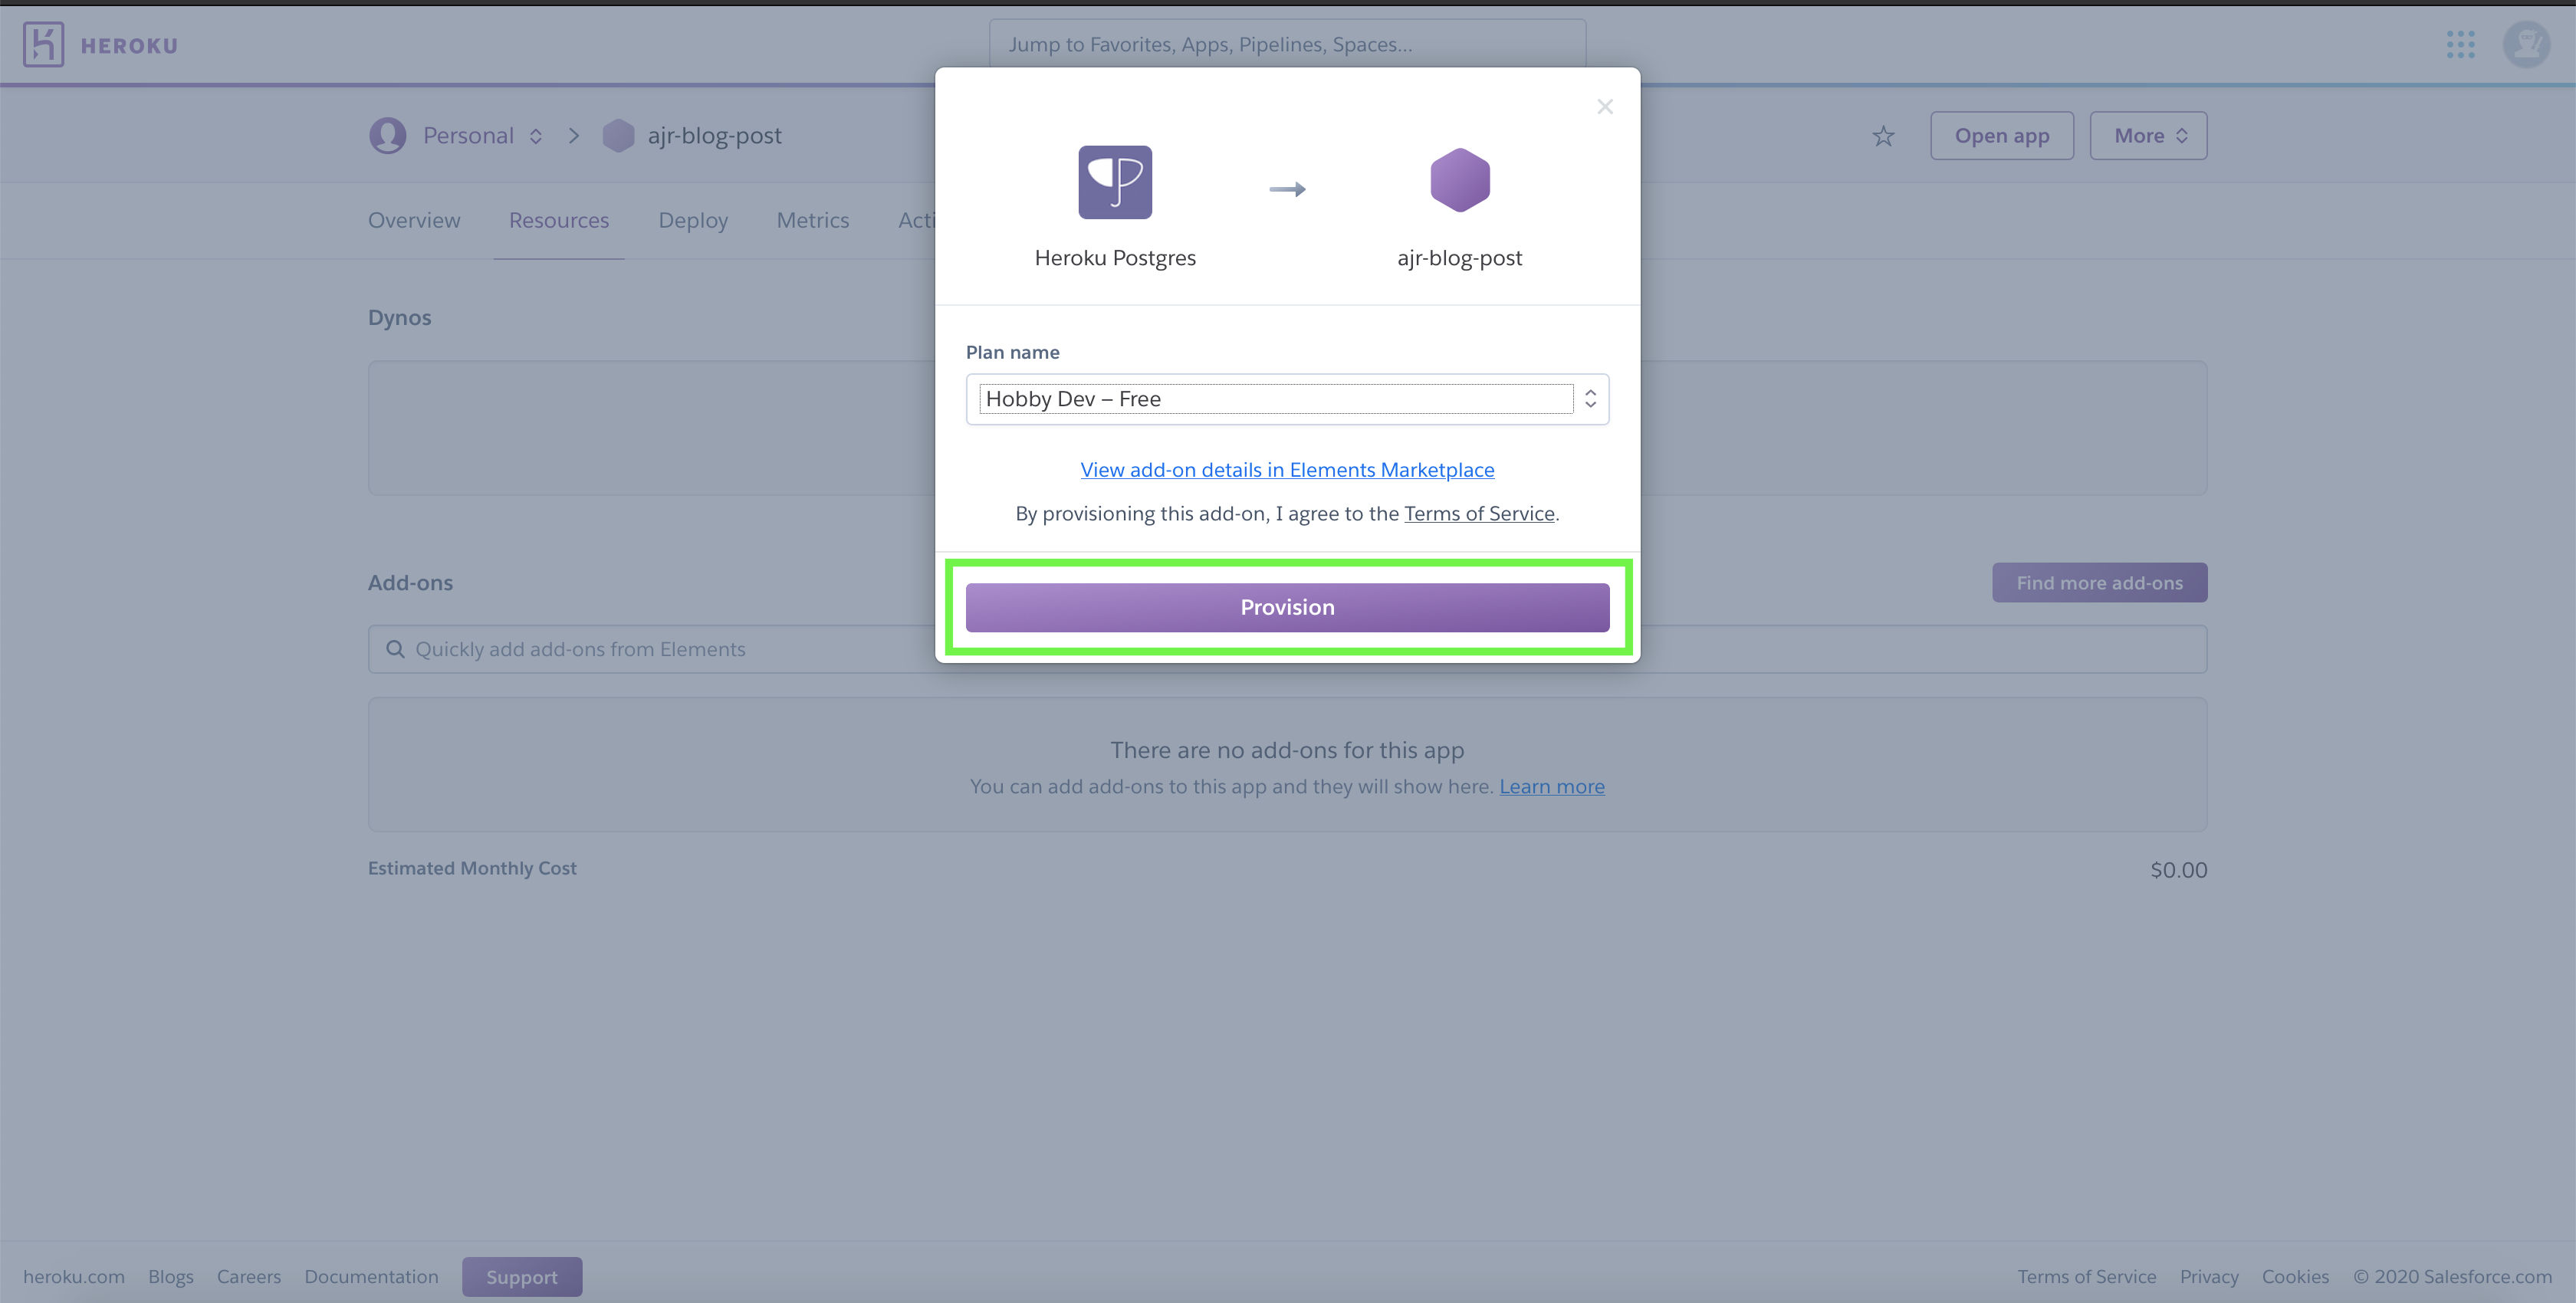 HEROKU
Jump to Favorites, Apps, Pipelines, Spaces...
Personal
ajr-blog-post
Open app
More
Overview
Resources
Deploy
Metrics
Acti
Heroku Postgres
ajr-blog-post
Plan name
Hobby Dev – Free
View add-on details in Elements Marketplace
By provisioning this add-on, I agree to the Terms of Service.
Provision
Dynos
Add-ons
Find more add-ons
Quickly add add-ons from Elements
There are no add-ons for this app
You can add add-ons to this app and they will show here. Learn more
Estimated Monthly Cost
$0.00
heroku.com
Blogs
Careers
Documentation
Support
Terms of Service
Privacy
Cookies
© 2020 Salesforce.com